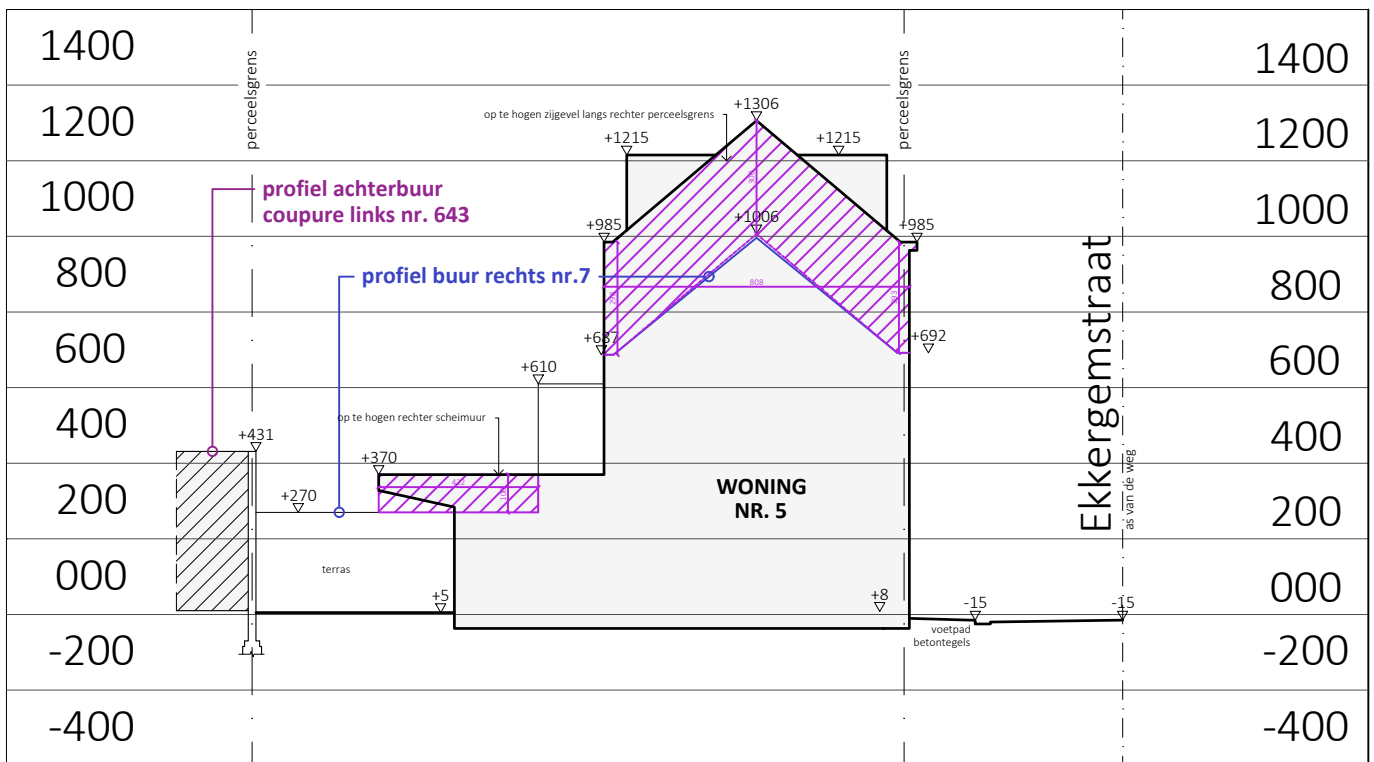 1400
1400
perceelsgrens
perceelsgrens
+1306
op te hogen zijgevel langs rechter perceelsgrens
1200
1200
+1215
+1215
profiel achterbuur
coupure links nr. 643
1000
1000
+985
+1006
+985
profiel buur rechts nr.7
808
800
800
Ekkergemstraat
as van de weg
+687
+692
600
600
+610
op te hogen rechter scheimuur
400
400
+431
+370
+270
WONING
NR. 5
200
200
terras
000
000
+5
+8
-15
-15
voetpad
betontegels
-200
-200
-400
-400